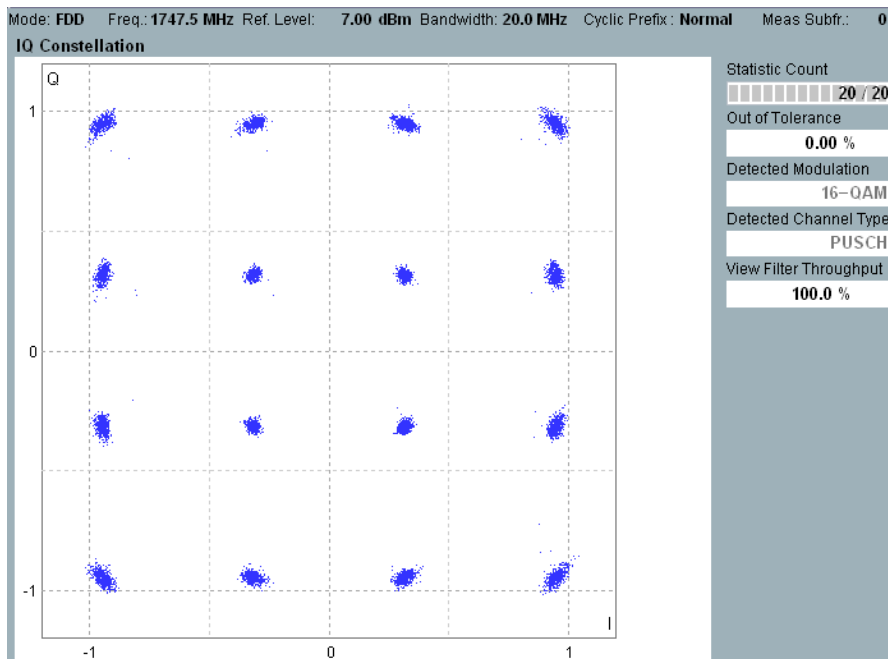 Mode: FDD Freq.: 1747.5 MHz Ref. Level: 7.00 dBm Bandwidth: 20.0 MHz Cyclic Prefix: Normal Meas Subfr.: 0
IQ Constellation
Q
1
0
-1
I
-1 0 1
Statistic Count
20 / 20
Out of Tolerance
0.00 %
Detected Modulation
16-QAM
Detected Channel Type
PUSCH
View Filter Throughput
100.0 %